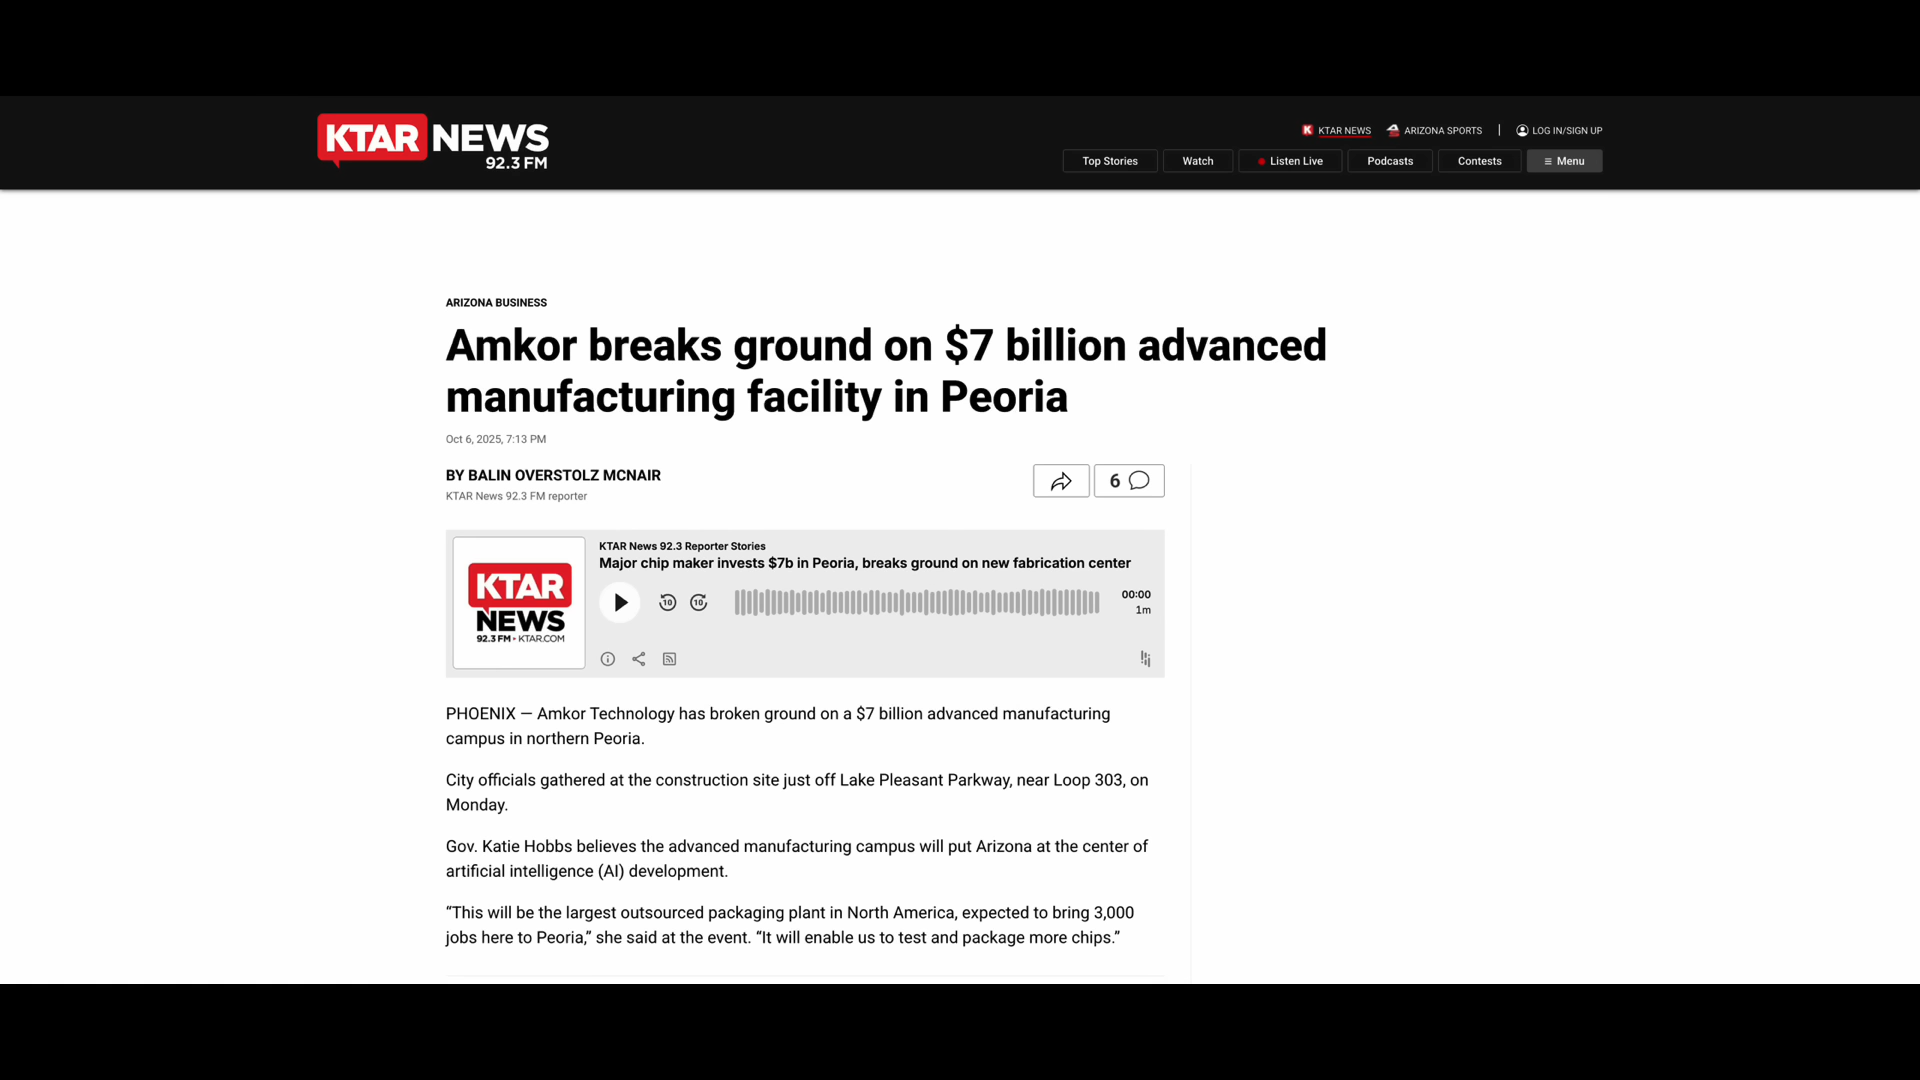 KTAR NEWS
92.3 FM
KTAR NEWS ARIZONA SPORTS | LOG IN/SIGN UP
Top Stories Watch Listen Live Podcasts Contests Menu
ARIZONA BUSINESS
Amkor breaks ground on $7 billion advanced
manufacturing facility in Peoria
Oct 6, 2025, 7:13 PM
BY BALIN OVERSTOLZ MCNAIR
KTAR News 92.3 FM reporter
6
KTAR
NEWS
92.3 FM • KTAR.COM
KTAR News 92.3 Reporter Stories
Major chip maker invests $7b in Peoria, breaks ground on new fabrication center
10 10
00:00
1m
PHOENIX — Amkor Technology has broken ground on a $7 billion advanced manufacturing
campus in northern Peoria.
City officials gathered at the construction site just off Lake Pleasant Parkway, near Loop 303, on
Monday.
Gov. Katie Hobbs believes the advanced manufacturing campus will put Arizona at the center of
artificial intelligence (AI) development.
“This will be the largest outsourced packaging plant in North America, expected to bring 3,000
jobs here to Peoria,” she said at the event. “It will enable us to test and package more chips.”